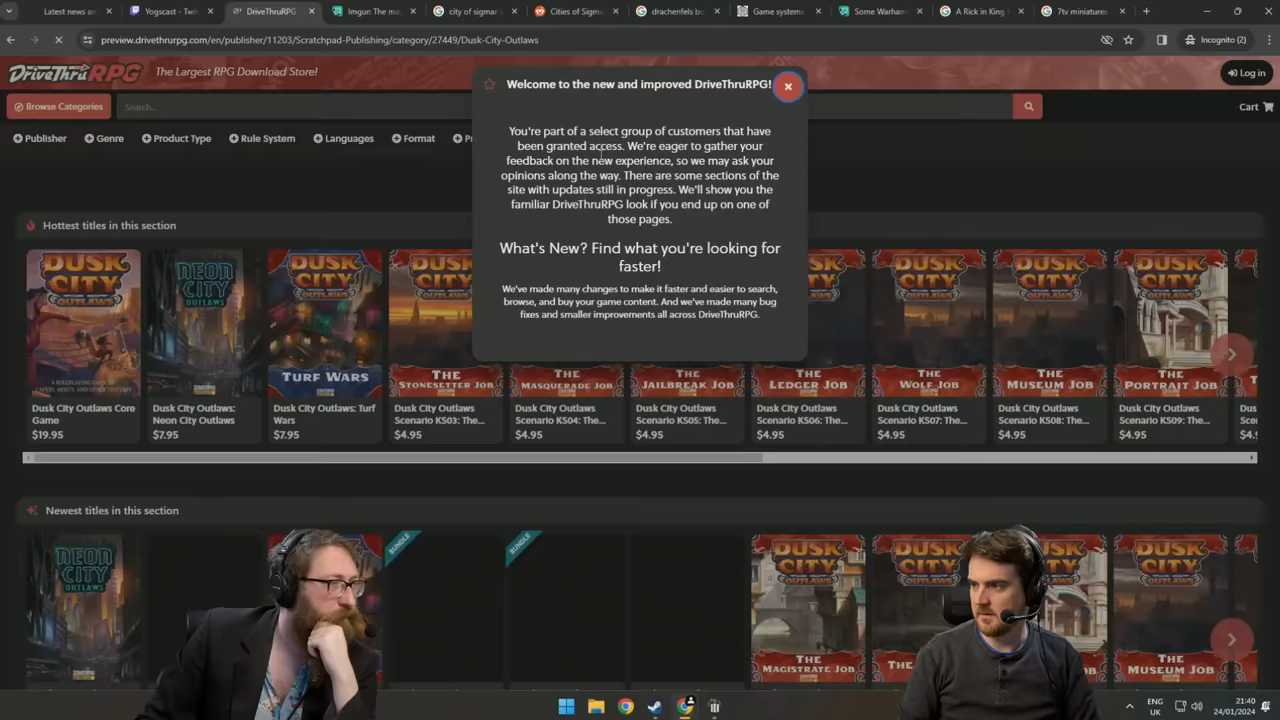 Latest news an
Yogscast - Twit
DriveThruRPG
Imgur: The ma
city of sigmar
Cities of Sigm
drachenfels bo
Game systems
Some Warham
A Rick in King
7tv miniatures
preview.drivethrurpg.com/en/publisher/11203/Scratchpad-Publishing/category/27449/Dusk-City-Outlaws
Incognito (2)
DriveThruRPG
The Largest RPG Download Store!
Log in
Browse Categories
Search...
Cart
Publisher
Genre
Product Type
Rule System
Languages
Format
Welcome to the new and improved DriveThruRPG!
You're part of a select group of customers that have
been granted access. We're eager to gather your
feedback on the new experience, so we may ask your
opinions along the way. There are some sections of the
site with updates still in progress. We'll show you the
familiar DriveThruRPG look if you end up on one of
those pages.
What's New? Find what you're looking for
faster!
We've made many changes to make it faster and easier to search,
browse, and buy your game content. And we've made many bug
fixes and smaller improvements all across DriveThruRPG.
Hottest titles in this section
DUSK CITY OUTLAWS
NEON CITY OUTLAWS
DUSK CITY OUTLAWS
TURF WARS
THE STONESETTER JOB
THE MASQUERADE JOB
THE JAILBREAK JOB
THE LEDGER JOB
THE WOLF JOB
THE MUSEUM JOB
THE PORTRAIT JOB
Dusk City Outlaws Core
Game
$19.95
Dusk City Outlaws:
Neon City Outlaws
$7.95
Dusk City Outlaws: Turf
Wars
$7.95
Dusk City Outlaws
Scenario KS03: The...
$4.95
Dusk City Outlaws
Scenario KS04: The...
$4.95
Dusk City Outlaws
Scenario KS05: The...
$4.95
Dusk City Outlaws
Scenario KS06: The...
$4.95
Dusk City Outlaws
Scenario KS07: The...
$4.95
Dusk City Outlaws
Scenario KS08: The...
$4.95
Dusk City Outlaws
Scenario KS09: The...
$4.95
Newest titles in this section
NEON CITY OUTLAWS
BUNDLE
BUNDLE
DUSK CITY OUTLAWS
THE MAGISTRATE JOB
DUSK CITY OUTLAWS
DUSK CITY OUTLAWS
THE MUSEUM JOB
ENG
UK
21:40
24/01/2024